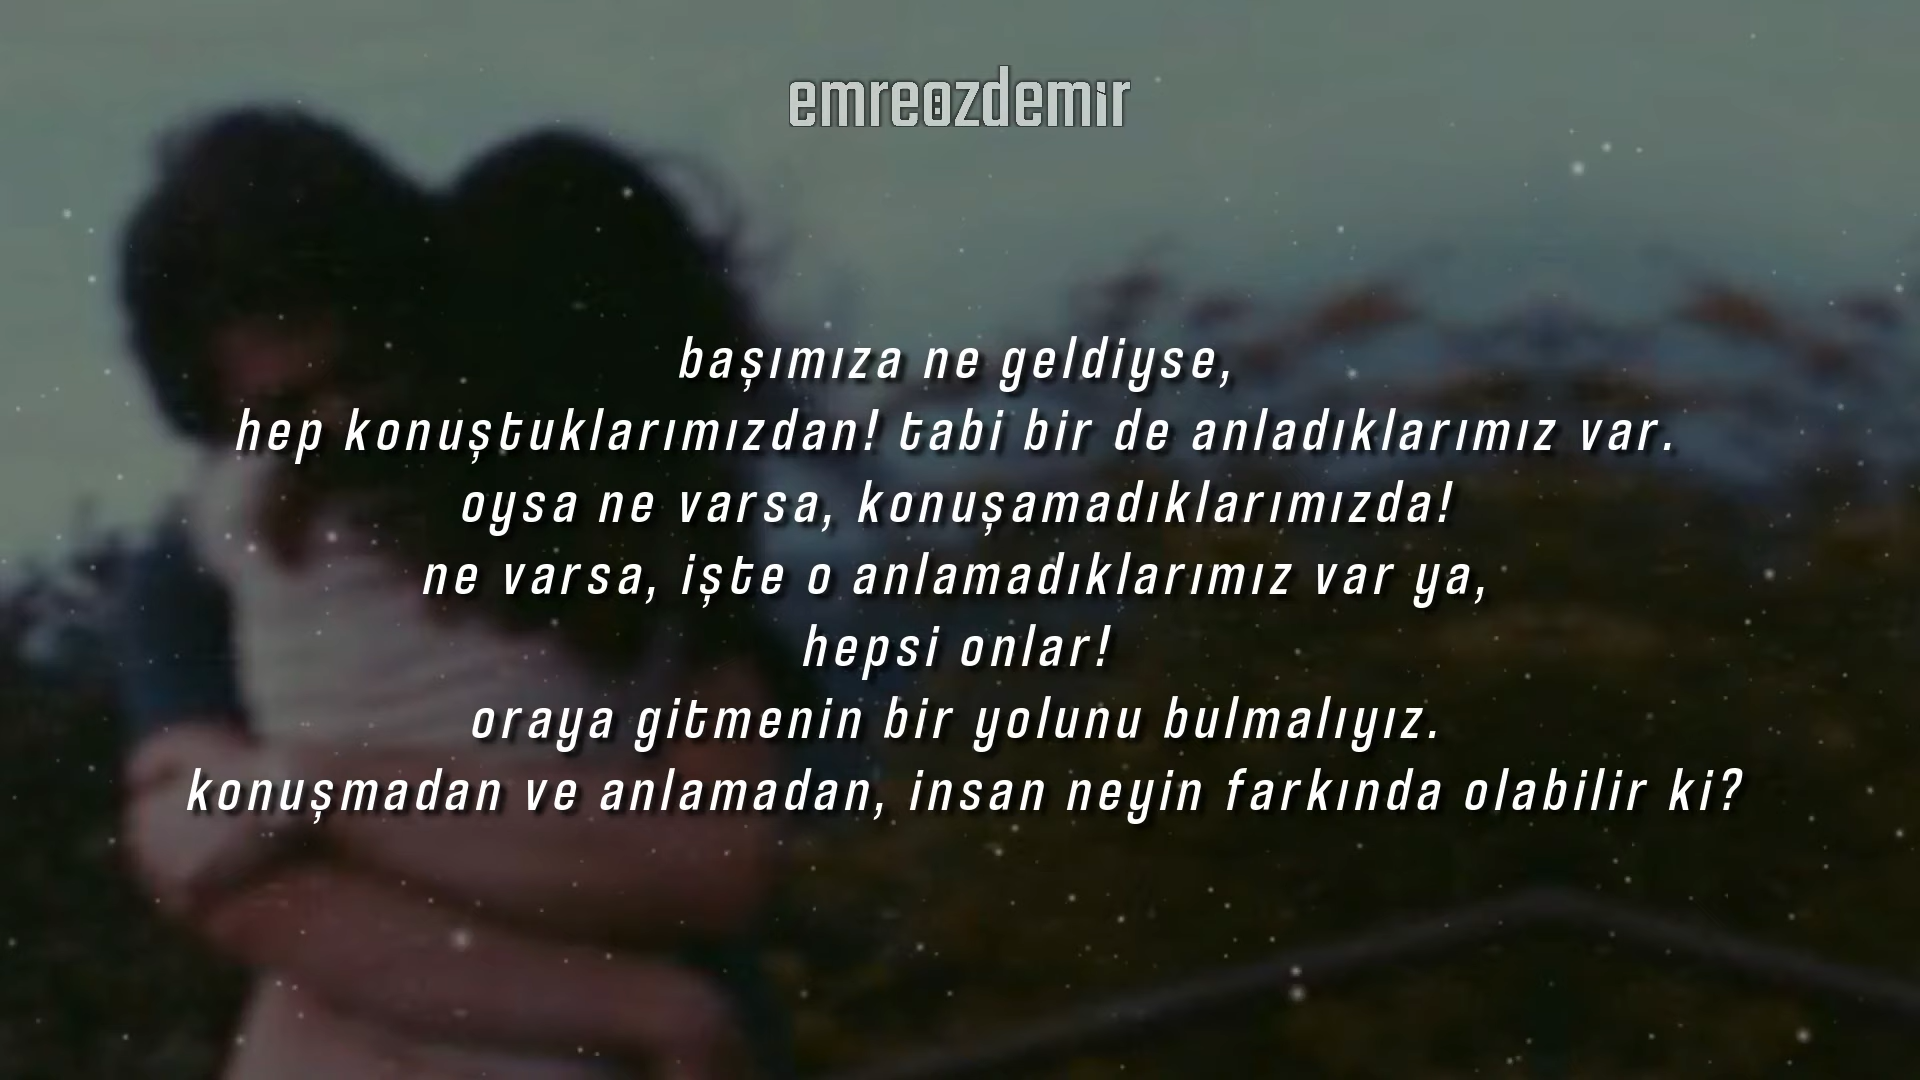 emreozdemir
başımıza ne geldiyse,
hep konuştuklarımızdan! tabi bir de anladıklarımız var.
oysa ne varsa, konuşamadıklarımızda!
ne varsa, işte o anlamadıklarımız var ya,
hepsi onlar!
oraya gitmenin bir yolunu bulmalıyız.
konuşmadan ve anlamadan, insan neyin farkında olabilir ki?